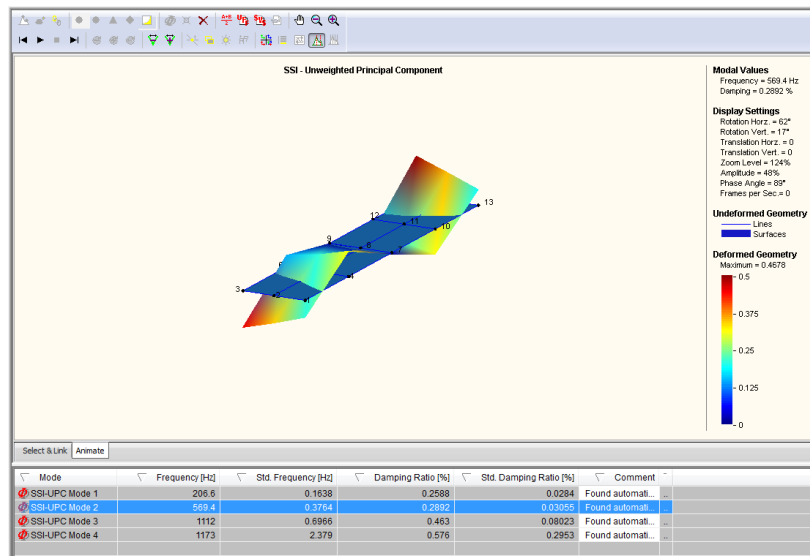 SSI - Unweighted Principal Component
Modal Values
Frequency = 569.4 Hz
Damping = 0.2892 %
Display Settings
Rotation Horz. = 62°
Rotation Vert. = 17°
Translation Horz. = 0
Translation Vert. = 0
Zoom Level = 124%
Amplitude = 48%
Phase Angle = 89°
Frames per Sec.= 0
Undeformed Geometry
Lines
Surfaces
Deformed Geometry
Maximum = 0.4678
0.5
0.375
0.25
0.125
0
13
12
11
10
9
8
7
4
3
2
1
Select & Link Animate
Mode Frequency [Hz] Std. Frequency [Hz] Damping Ratio [%] Std. Damping Ratio [%] Comment
SSI-UPC Mode 1 206.6 0.1638 0.2588 0.0284 Found automati... ..
SSI-UPC Mode 2 569.4 0.3764 0.2892 0.03055 Found automati... ..
SSI-UPC Mode 3 1112 0.6966 0.463 0.08023 Found automati... ..
SSI-UPC Mode 4 1173 2.379 0.576 0.2953 Found automati... ..